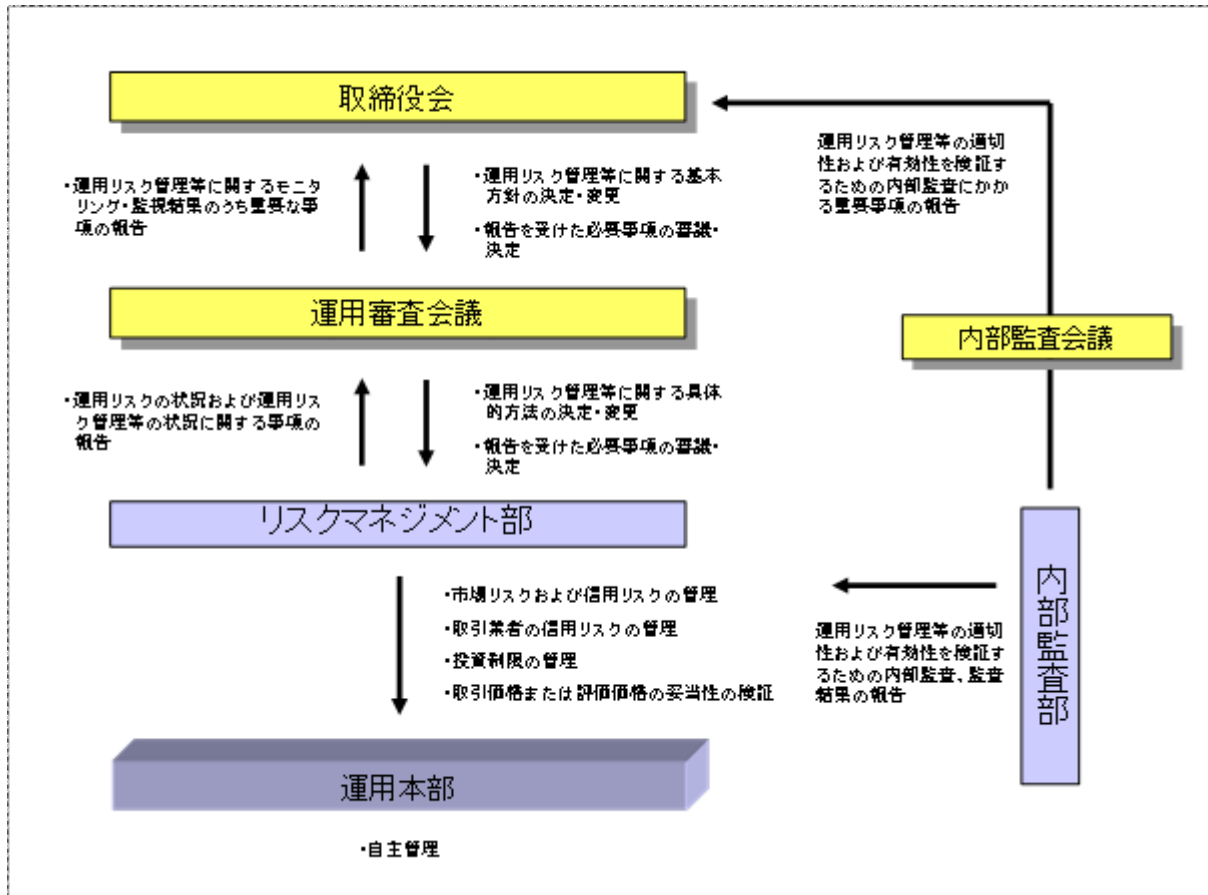 取締役会
運用リスク管理等の適切
性および有効性を検証す
るための内部監査にかか
る重要事項の報告
・運用リスク管理等に関するモニタ
リング・監視結果のうち重要な事
項の報告
・運用リスク管理等に関する基本
方針の決定・変更
・報告を受けた必要事項の審議・
決定
運用審査会議
内部監査会議
・運用リスクの状況および運用リス
ク管理等の状況に関する事項の
報告
・運用リスク管理等に関する具体
的方法の決定・変更
・報告を受けた必要事項の審議・
決定
リスクマネジメント部
内部監査部
・市場リスクおよび信用リスクの管理
・取引業者の信用リスクの管理
・投資制限の管理
・取引価格または評価価格の妥当性の検証
運用リスク管理等の適切
性および有効性を検証す
るための内部監査、監査
結果の報告
運用本部
・自主管理